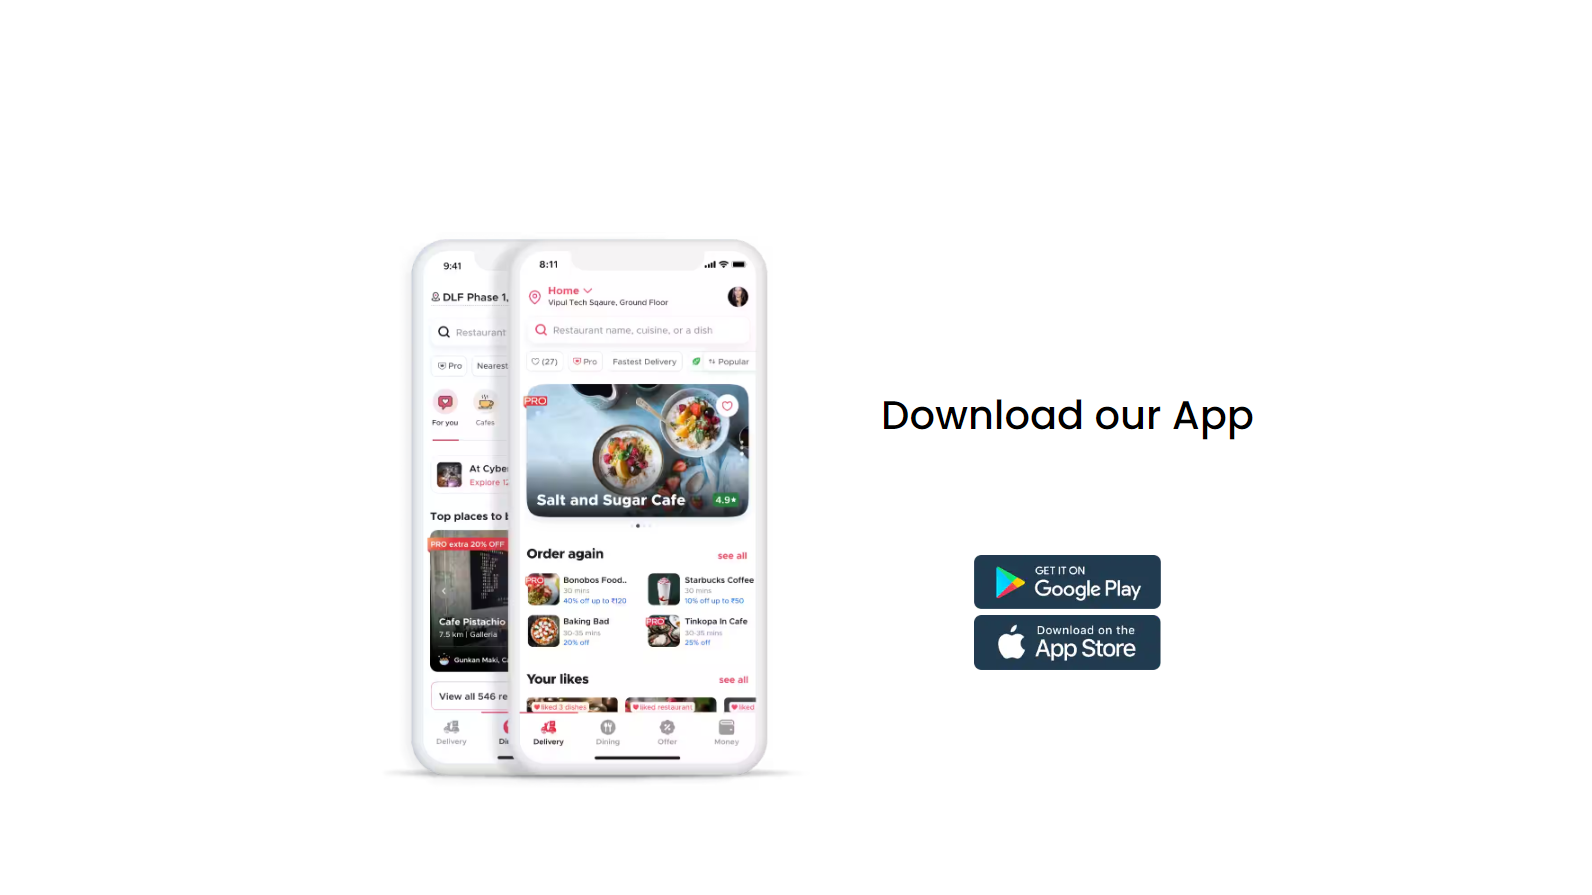 9:41
DLF Phase 1,
Restaurant
Pro
Nearest
For you
Cafes
At Cyber
Explore 12
Top places to b
PRO extra 20% OFF
Cafe Pistachio
7.5 km | Galleria
Gunkan Maki, Ca
View all 546 re
Delivery
Di
8:11
Home
Vipul Tech Sqaure, Ground Floor
Restaurant name, cuisine, or a dish
(27)
Pro
Fastest Delivery
Popular
PRO
Salt and Sugar Cafe
4.9★
Order again
see all
PRO
Bonobos Food..
30 mins
40% off up to ₹120
Starbucks Coffee
30 mins
10% off up to ₹50
Baking Bad
30-35 mins
20% off
PRO
Tinkopa In Cafe
30-35 mins
25% off
Your likes
see all
liked 3 dishes
liked restaurant
liked
Delivery
Dining
Offer
Money
Download our App
GET IT ON
Google Play
Download on the
App Store